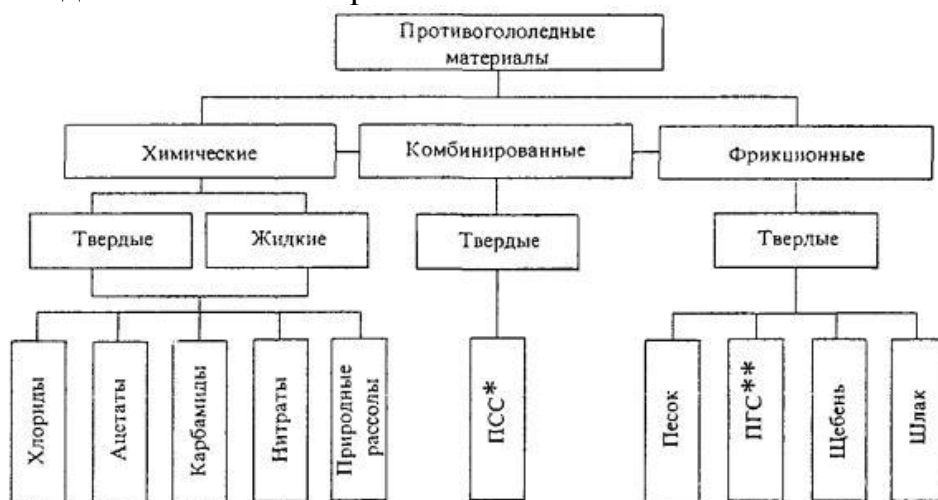 Противогололедные
материалы
Химические
Комбинированные
Фрикционные
Твердые
Жидкие
Твердые
Твердые
Хлориды
Ацетаты
Карбамиды
Нитраты
Природные
рассолы
ПСС*
Песок
ПГС**
Щебень
Шлак